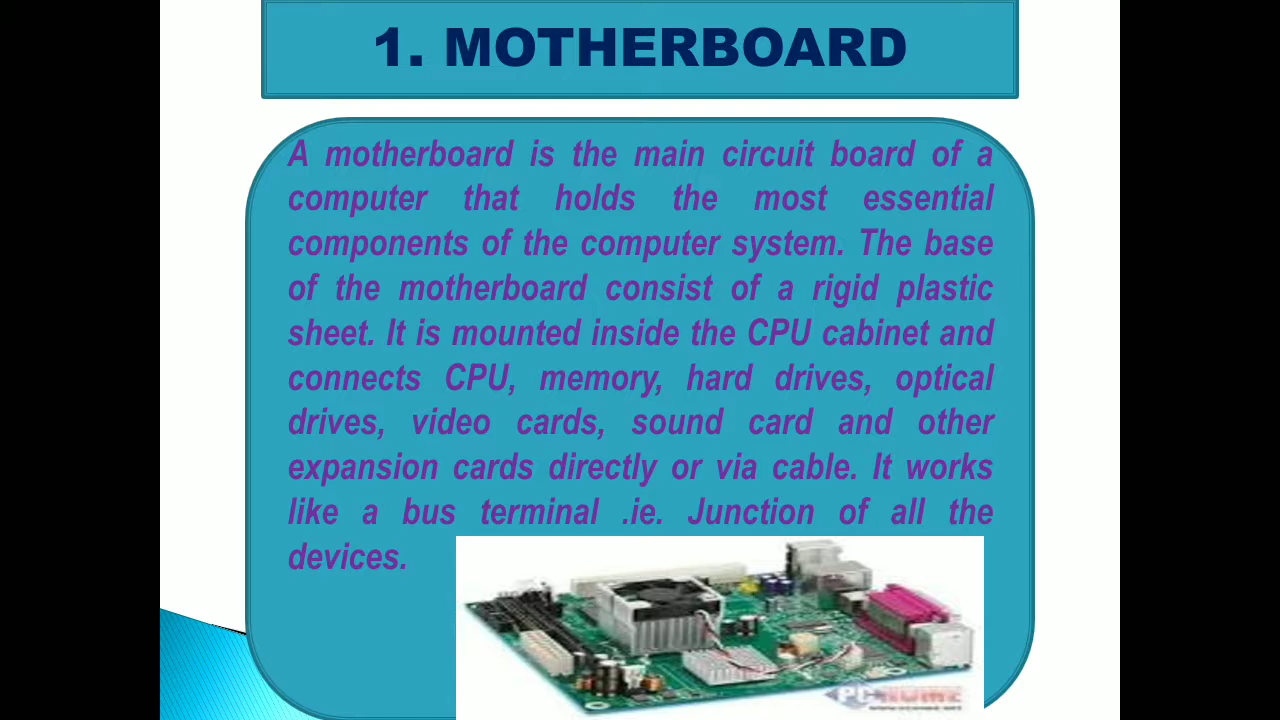 1. MOTHERBOARD
A motherboard is the main circuit board of a
computer that holds the most essential
components of the computer system. The base
of the motherboard consist of a rigid plastic
sheet. It is mounted inside the CPU cabinet and
connects CPU, memory, hard drives, optical
drives, video cards, sound card and other
expansion cards directly or via cable. It works
like a bus terminal .ie. Junction of all the
devices.